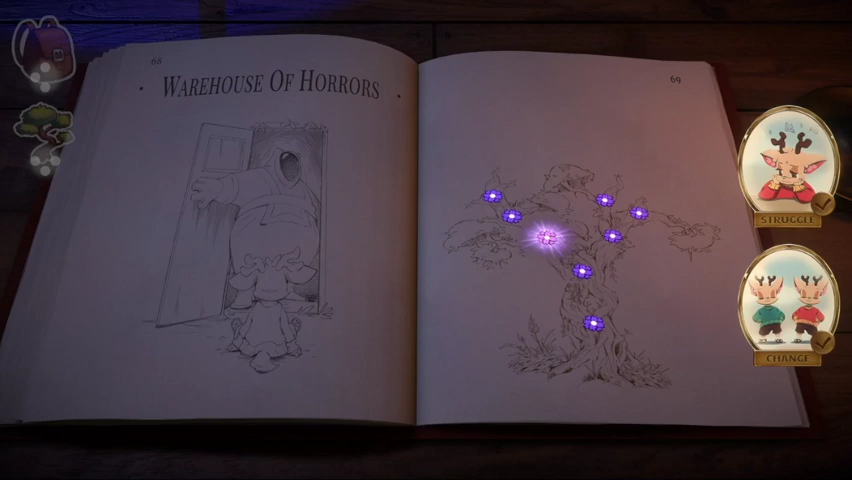 68
WAREHOUSE OF HORRORS
69
STRUGGLE
CHANGE